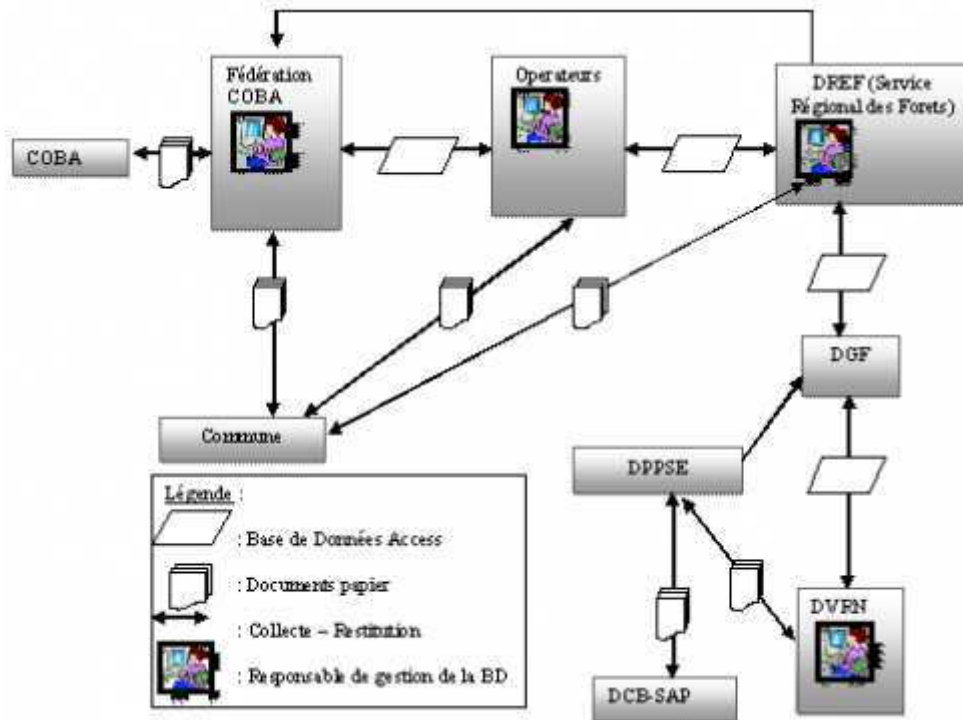 Fédération
COBA
Operateurs
DREF (Service
Régional des Forets)
COBA
DGF
Commune
DPPSE
Légende :
: Base de Données Access
: Documents papier
: Collecte – Restitution
: Responsable de gestion de la BD
DVRN
DCB-SAP